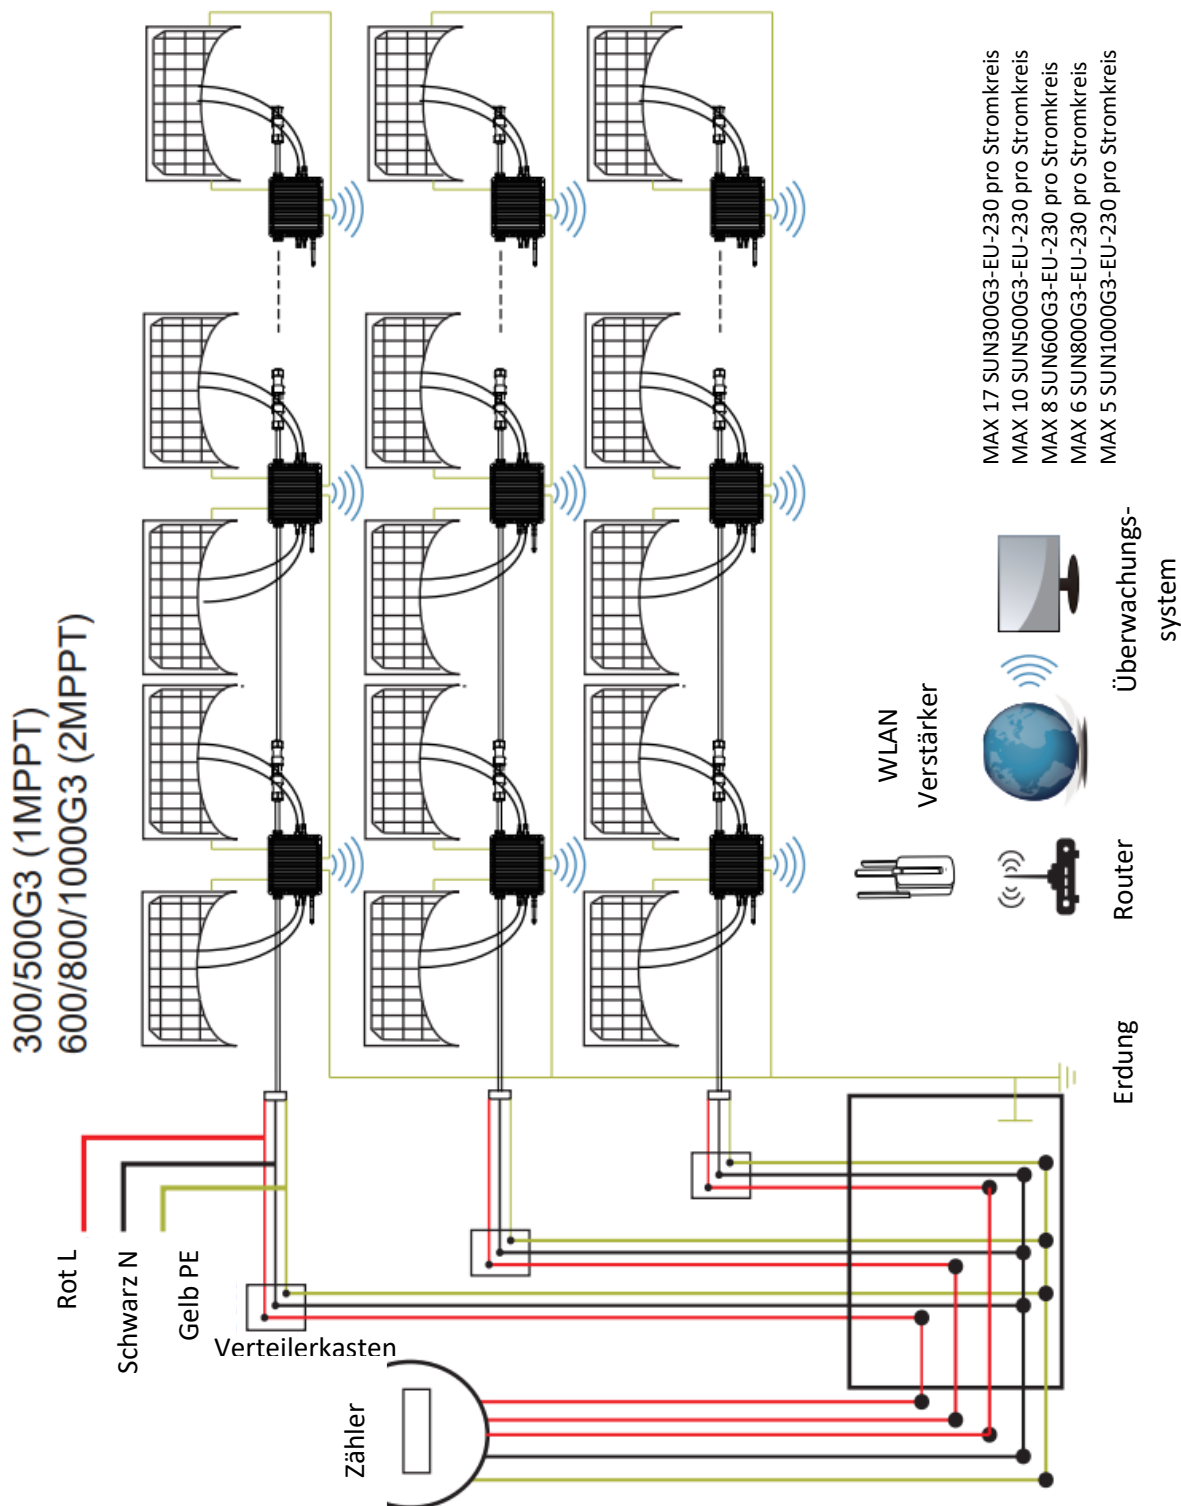 300/500G3 (1MPPT)
600/800/1000G3 (2MPPT)
Rot L
Schwarz N
Gelb PE
Verteilerkasten
Zähler
WLAN
Verstärker
Erdung
Router
Überwachungs-
system
MAX 17 SUN300G3-EU-230 pro Stromkreis
MAX 10 SUN500G3-EU-230 pro Stromkreis
MAX 8 SUN600G3-EU-230 pro Stromkreis
MAX 6 SUN800G3-EU-230 pro Stromkreis
MAX 5 SUN1000G3-EU-230 pro Stromkreis